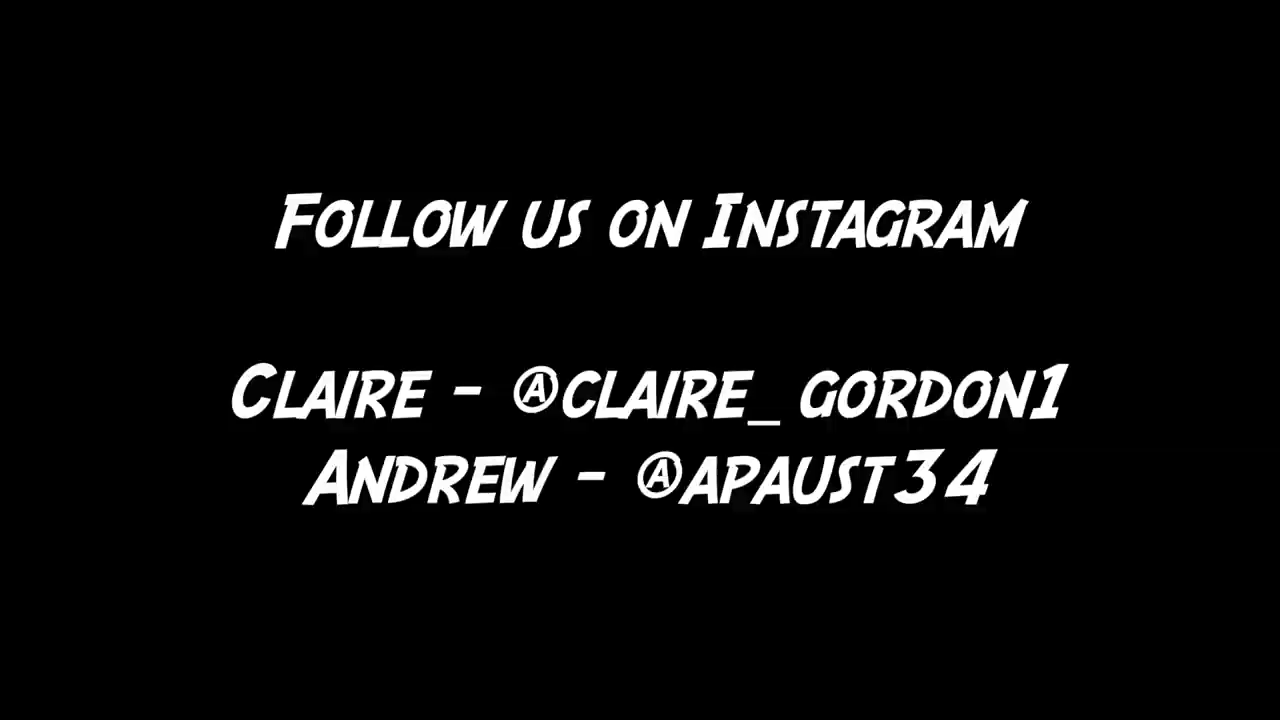 Follow us on Instagram
Claire - @claire_gordon1
Andrew - @apaust34